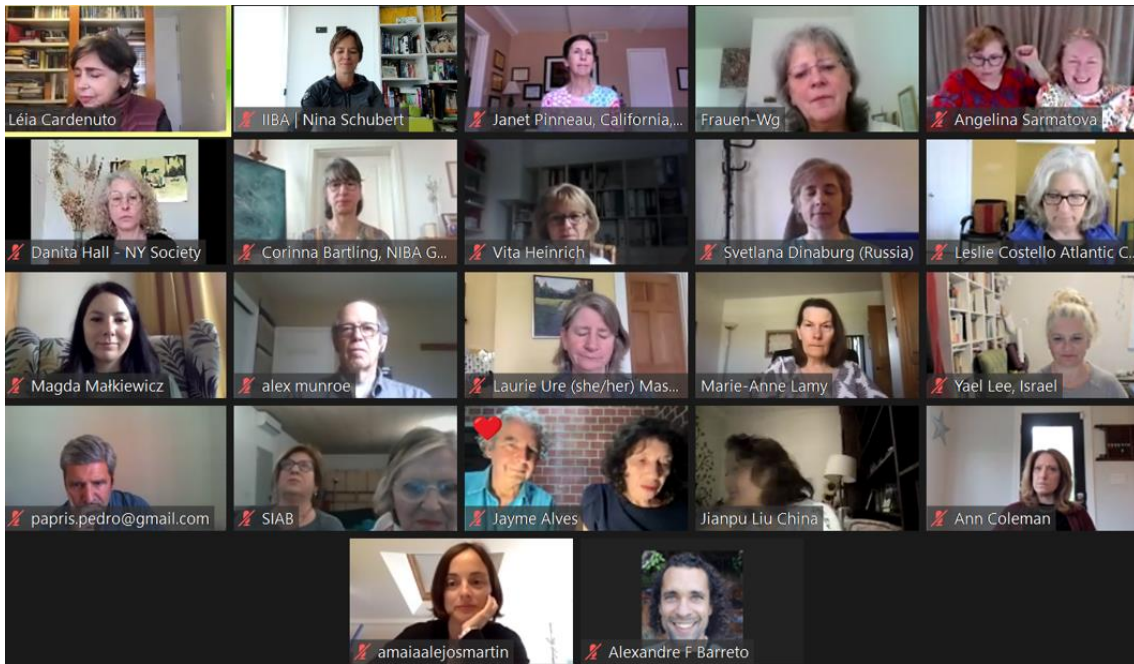 Léia Cardenuto
IIBA | Nina Schubert
Janet Pinneau, California,...
Frauen-Wg
Angelina Sarmatova
Danita Hall - NY Society
Corinna Bartling, NIBA G...
Vita Heinrich
Svetlana Dinaburg (Russia)
Leslie Costello Atlantic C...
Magda Małkiewicz
alex munroe
Laurie Ure (she/her) Mas...
Marie-Anne Lamy
Yael Lee, Israel
papris.pedro@gmail.com
SIAB
Jayme Alves
Jianpu Liu China
Ann Coleman
amaiaalejosmartin
Alexandre F Barreto